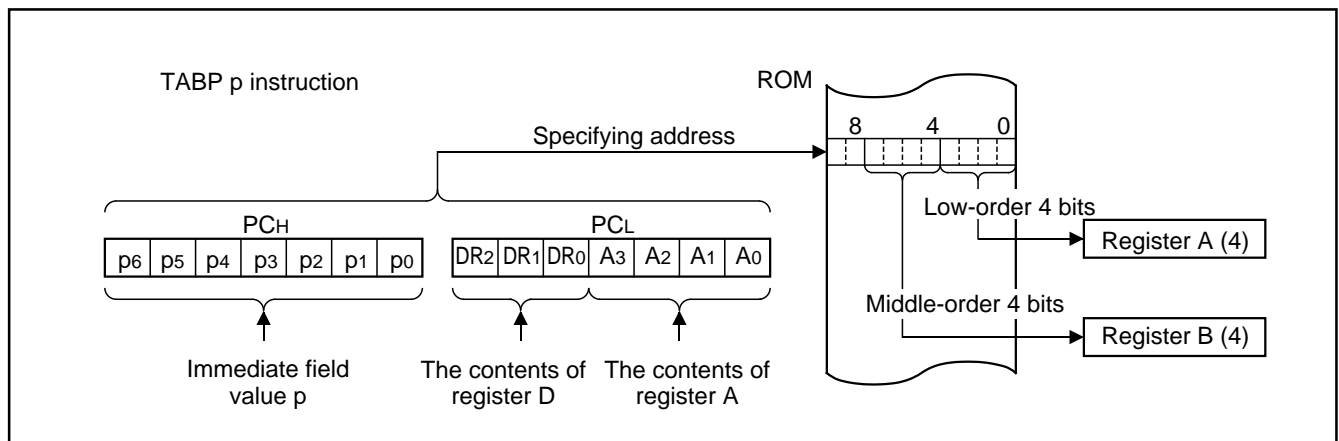 TABP p instruction
ROM
8 4 0
Specifying address
Low-order 4 bits
PCH
PCL
Register A (4)
p6 p5 p4 p3 p2 p1 p0
DR2 DR1 DR0 A3 A2 A1 A0
Middle-order 4 bits
Register B (4)
Immediate field
value p
The contents of
register D
The contents of
register A